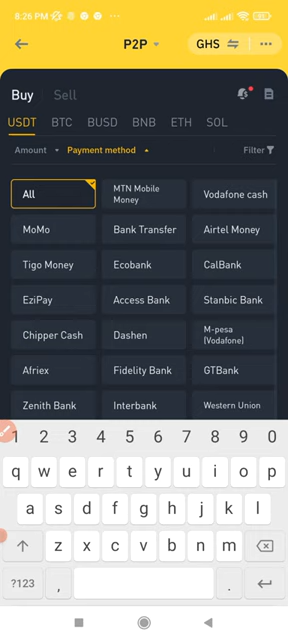 8:26 PM
P2P
GHS
Buy Sell
USDT BTC BUSD BNB ETH SOL
Amount Payment method Filter
All MTN Mobile Money Vodafone cash
MoMo Bank Transfer Airtel Money
Tigo Money Ecobank CalBank
EziPay Access Bank Stanbic Bank
Chipper Cash Dashen M-pesa (Vodafone)
Afriex Fidelity Bank GTBank
Zenith Bank Interbank Western Union
1 2 3 4 5 6 7 8 9 0
q w e r t y u i o p
a s d f g h j k l
z x c v b n m
?123 , .